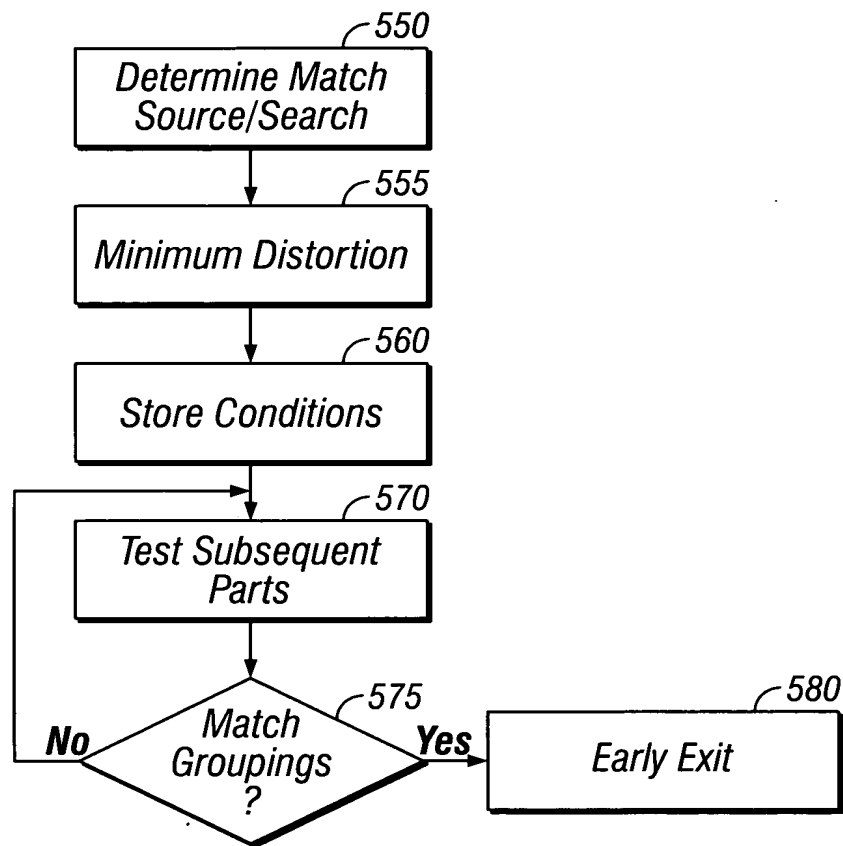 550
Determine Match
Source/Search
555
Minimum Distortion
560
Store Conditions
570
Test Subsequent
Parts
575
Match
Groupings
?
No
Yes
580
Early Exit